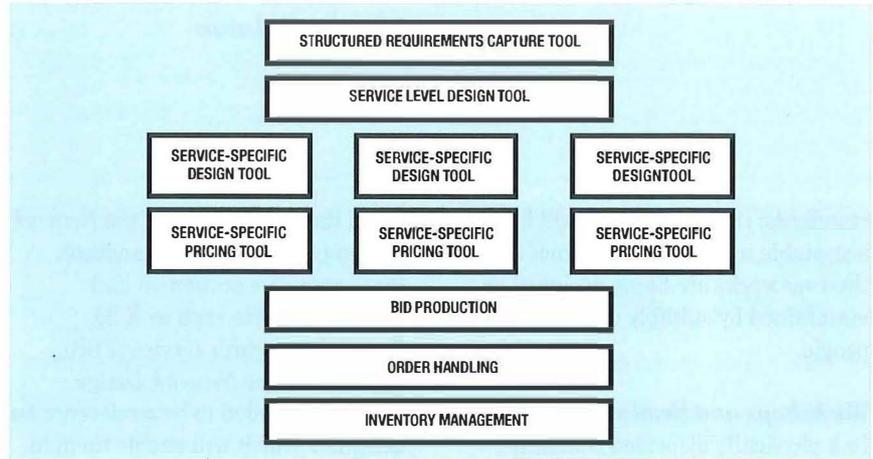 STRUCTURED REQUIREMENTS CAPTURE TOOL
SERVICE LEVEL DESIGN TOOL
SERVICE-SPECIFIC
DESIGN TOOL
SERVICE-SPECIFIC
DESIGN TOOL
SERVICE-SPECIFIC
DESIGNTOOL
SERVICE-SPECIFIC
PRICING TOOL
SERVICE-SPECIFIC
PRICING TOOL
SERVICE-SPECIFIC
PRICING TOOL
BID PRODUCTION
ORDER HANDLING
INVENTORY MANAGEMENT